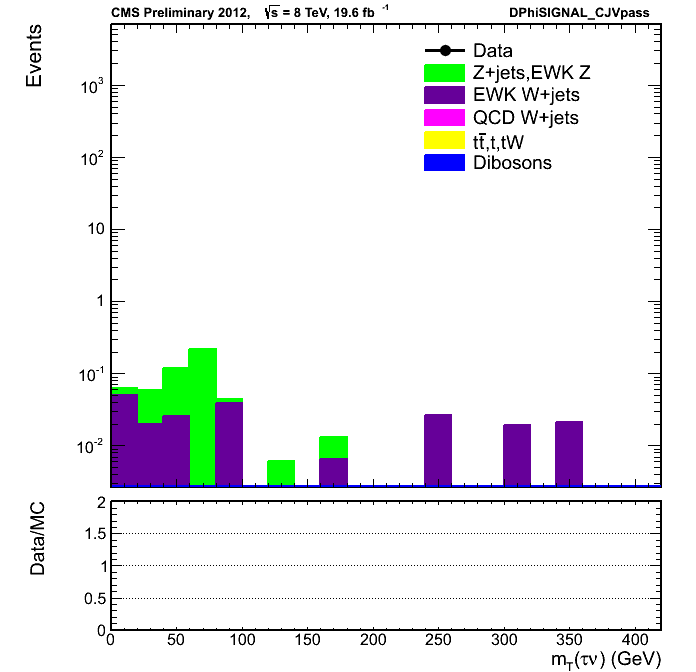 CMS Preliminary 2012, √s = 8 TeV, 19.6 fb⁻¹ DPhiSIGNAL_CJVpass
Events
Data
Z+jets,EWK Z
EWK W+jets
QCD W+jets
tt̅,t,tW
Dibosons
10³
10²
10
1
10⁻¹
10⁻²
Data/MC
2
1.5
1
0.5
0
0 50 100 150 200 250 300 350 400
m_T(τν) (GeV)